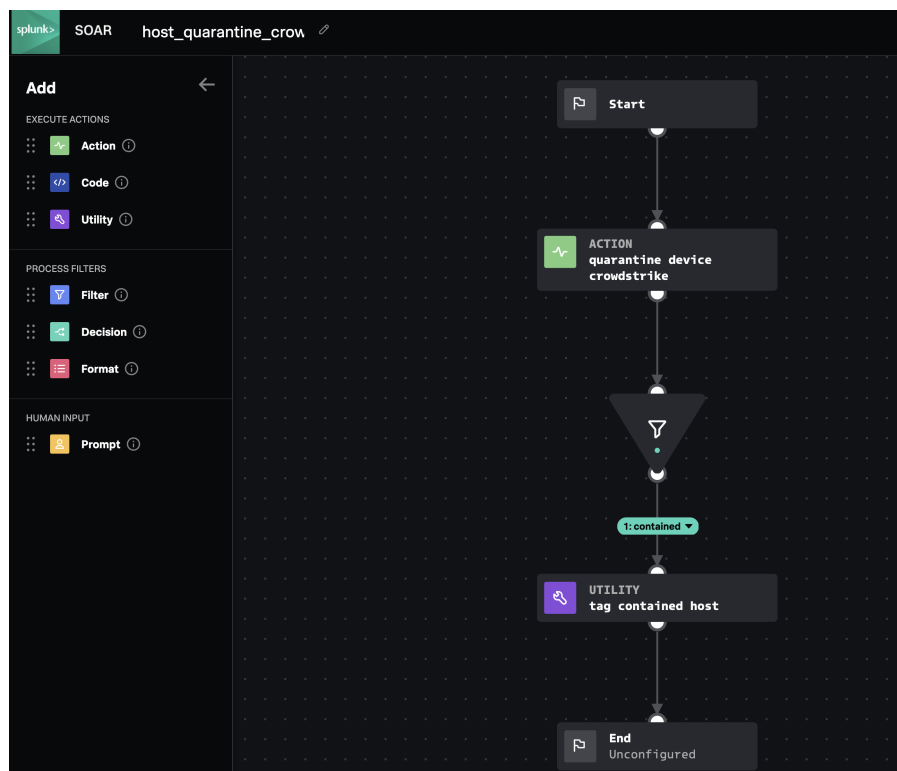 splunk>
SOAR
host_quarantine_crow
Add
EXECUTE ACTIONS
Action
Code
Utility
PROCESS FILTERS
Filter
Decision
Format
HUMAN INPUT
Prompt
Start
ACTION
quarantine device
crowdstrike
1: contained
UTILITY
tag contained host
End
Unconfigured